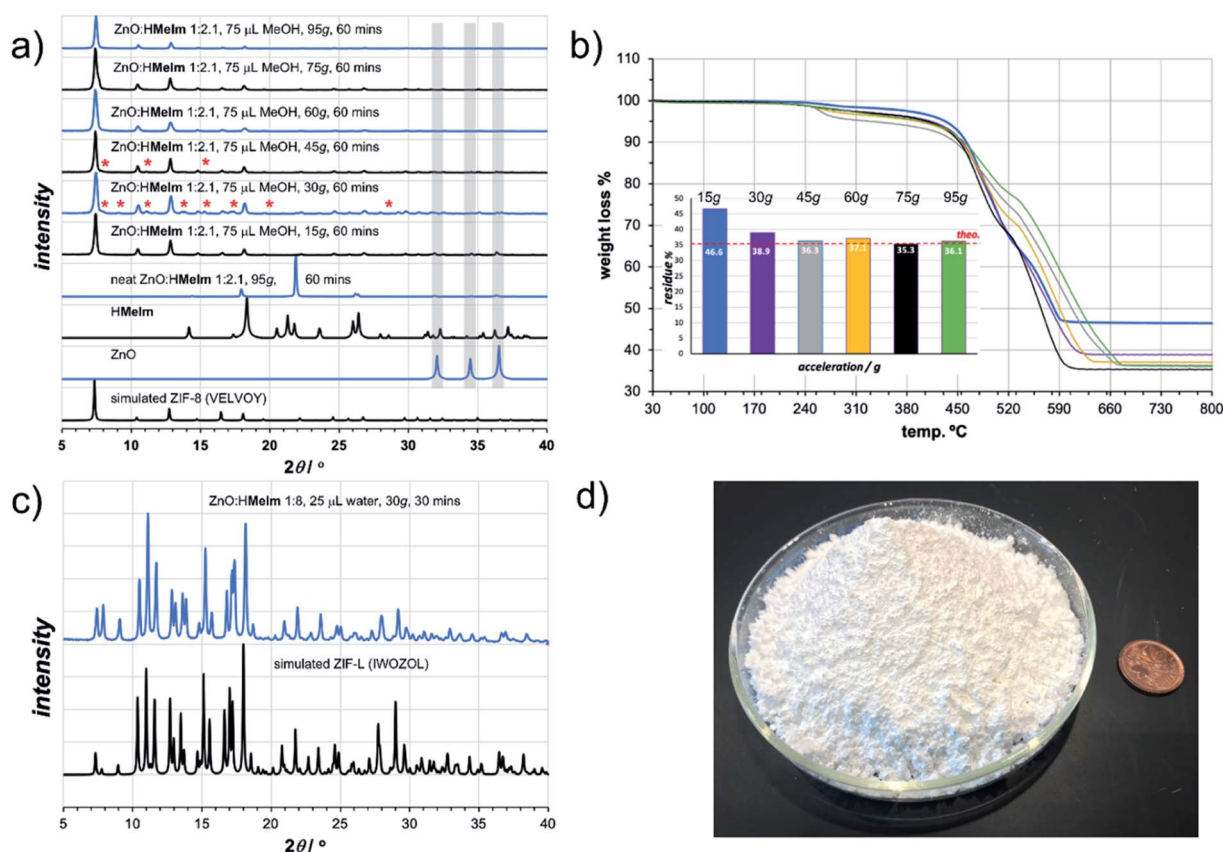 a)
ZnO:HMeIm 1:2.1, 75 μL MeOH, 95g, 60 mins
ZnO:HMeIm 1:2.1, 75 μL MeOH, 75g, 60 mins
ZnO:HMeIm 1:2.1, 75 μL MeOH, 60g, 60 mins
ZnO:HMeIm 1:2.1, 75 μL MeOH, 45g, 60 mins
* * *
ZnO:HMeIm 1:2.1, 75 μL MeOH, 30g, 60 mins
* * * * * * * *
ZnO:HMeIm 1:2.1, 75 μL MeOH, 15g, 60 mins
neat ZnO:HMeIm 1:2.1, 95g, 60 mins
HMeIm
ZnO
simulated ZIF-8 (VELVOY)
intensity
5 10 15 20 25 30 35 40
2θ/ °
b)
100
90
80
70
60
50
40
30
weight loss %
30 100 170 240 310 380 450 520 590 660 730 800
temp. ºC
15g 30g 45g 60g 75g 95g
50
45
40
35
30
25
20
15
10
5
0
residue %
theo.
46.6 38.9 36.3 37.1 35.3 36.1
acceleration / g
c)
ZnO:HMeIm 1:8, 25 μL water, 30g, 30 mins
simulated ZIF-L (IWOZOL)
intensity
5 10 15 20 25 30 35 40
2θ/ °
d)